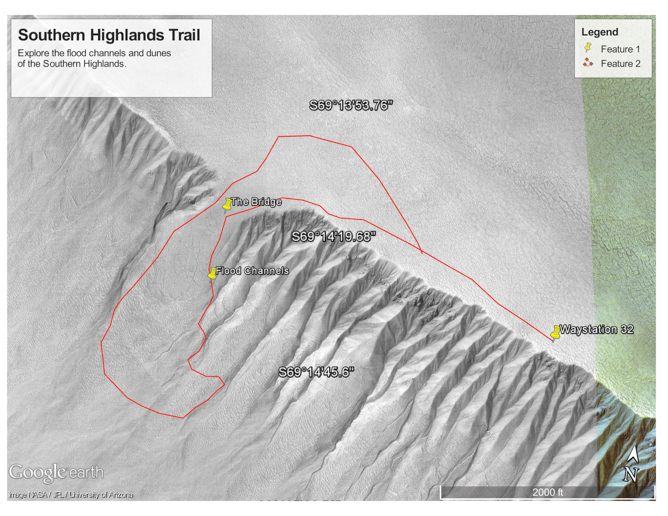 Southern Highlands Trail
Explore the flood channels and dunes
of the Southern Highlands.
Legend
Feature 1
Feature 2
S69°13'53.76"
The Bridge
S69°14'19.68"
Flood Channels
Waystation 32
S69°14'45.6"
Google earth
N
Image NASA / JPL / University of Arizona
2000 ft